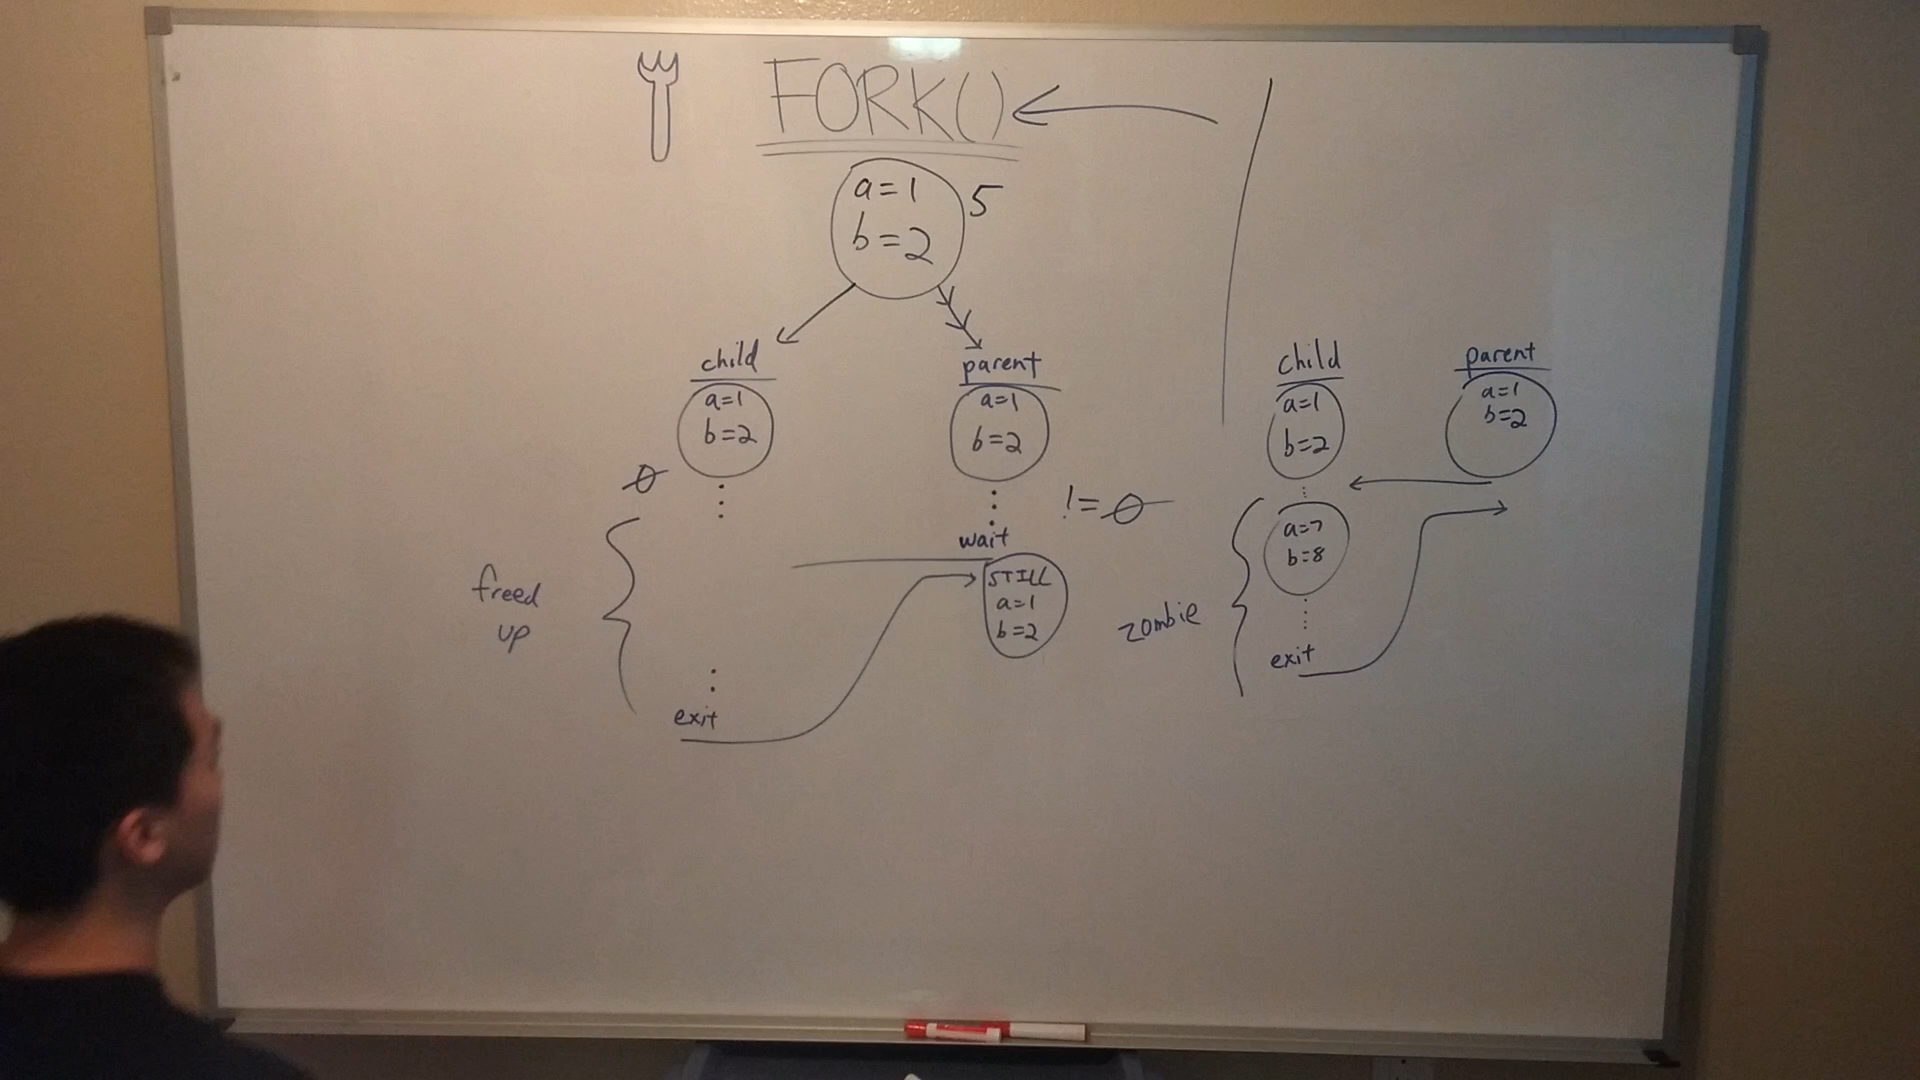 FORK()
a=1
b=2
5
child
a=1
b=2
0
freed
up
exit
parent
a=1
b=2
!=0
wait
STILL
a=1
b=2
child
a=1
b=2
zombie
a=7
b=8
exit
parent
a=1
b=2